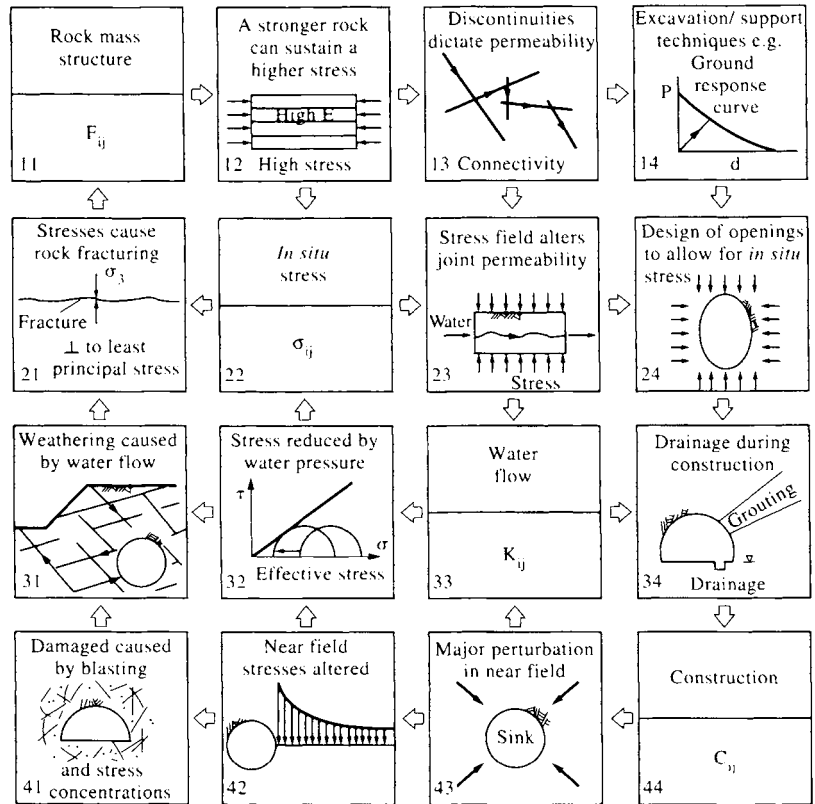 Rock mass
structure
F_ij
11
A stronger rock
can sustain a
higher stress
High E
12 High stress
Discontinuities
dictate permeability
13 Connectivity
Excavation/ support
techniques e.g.
Ground
response
curve
P
14 d
Stresses cause
rock fracturing
σ_3
Fracture
⊥ to least
principal stress
21
In situ
stress
σ_ij
22
Stress field alters
joint permeability
Water
23
Stress
Design of openings
to allow for in situ
stress
24
Weathering caused
by water flow
31
Stress reduced by
water pressure
τ
σ
32 Effective stress
Water
flow
K_ij
33
Drainage during
construction
Grouting
34
Drainage
Damaged caused
by blasting
41 and stress
concentrations
Near field
stresses altered
42
Major perturbation
in near field
Sink
43
Construction
C_ij
44